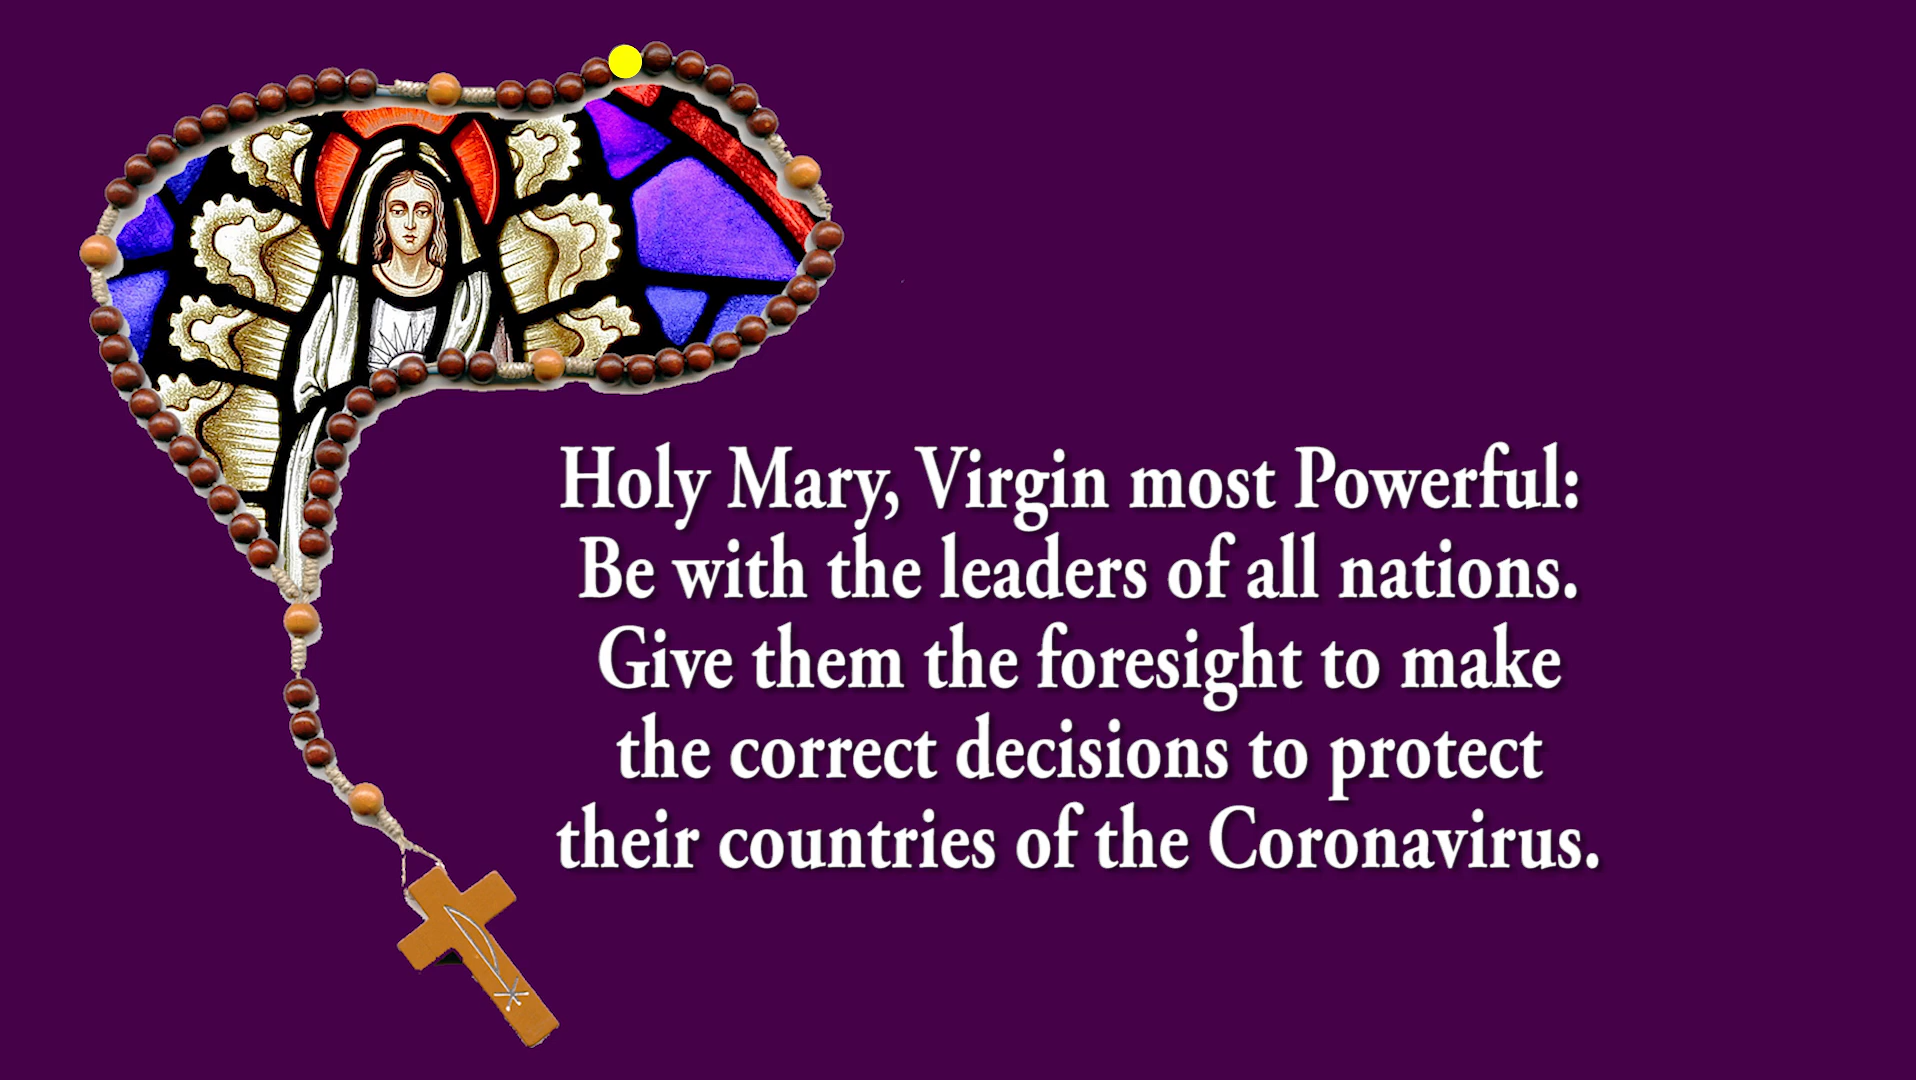 Holy Mary, Virgin most Powerful:
Be with the leaders of all nations.
Give them the foresight to make
the correct decisions to protect
their countries of the Coronavirus.